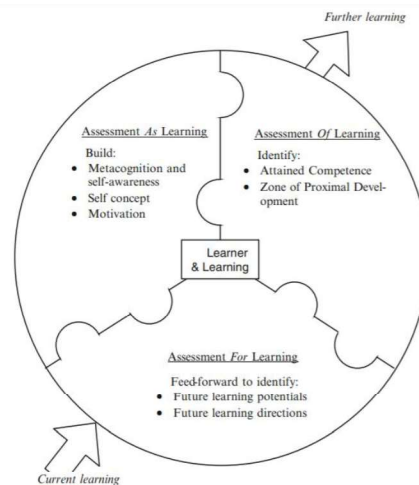 Further learning
Assessment As Learning
Build:
• Metacognition and
self-awareness
• Self concept
• Motivation
Assessment Of Learning
Identify:
• Attained Competence
• Zone of Proximal Devel-
opment
Learner
& Learning
Assessment For Learning
Feed-forward to identify:
• Future learning potentials
• Future learning directions
Current learning